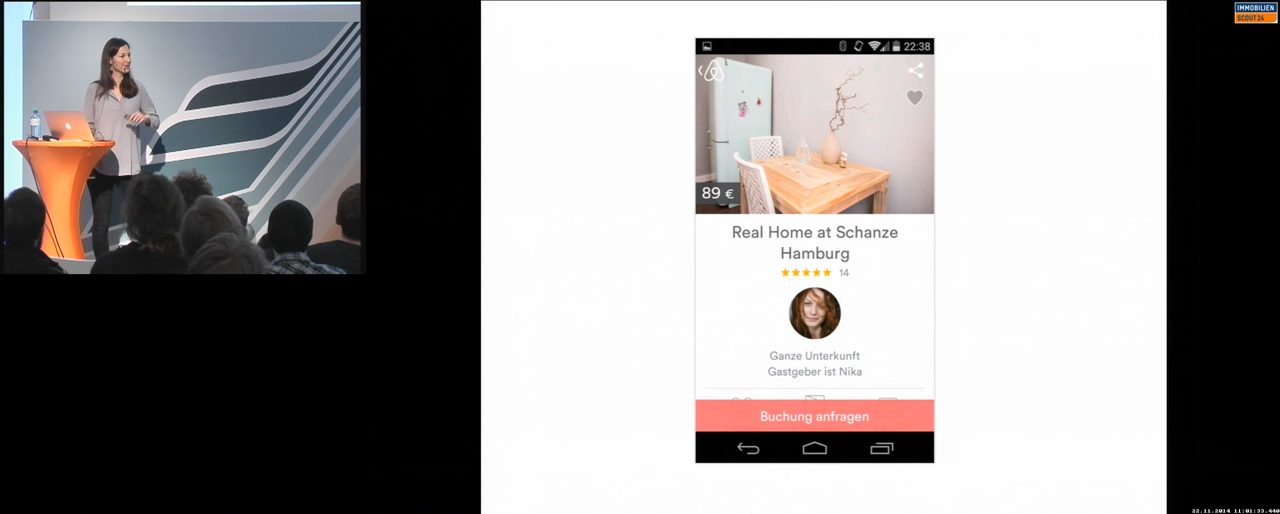 IMMOBILIEN
SCOUT24
22:38
89 €
Real Home at Schanze
Hamburg
14
Ganze Unterkunft
Gastgeber ist Nika
Buchung anfragen
22.11.2014 11:01:33.440